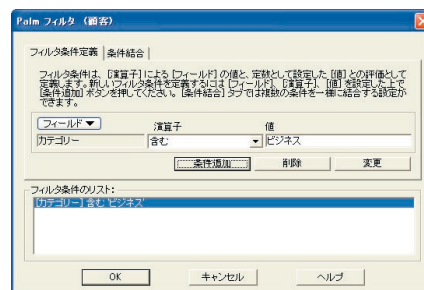 Palm フィルタ (顧客)
フィルタ条件定義 条件結合
フィルタ条件は、[演算子]による[フィールド]の値と、定数として設定した[値]との評価として
定義します。新しいフィルタ条件を定義するには[フィールド]、[演算子]、[値]を設定した上で
[条件追加]ボタンを押してください。[条件結合]タブでは複数の条件を一緒に結合する設定が
できます。
フィールド▼ 演算子 値
カテゴリー 含む ビジネス
条件追加 削除 変更
フィルタ条件のリスト:
[カテゴリー] 含む 'ビジネス'
OK キャンセル ヘルプ